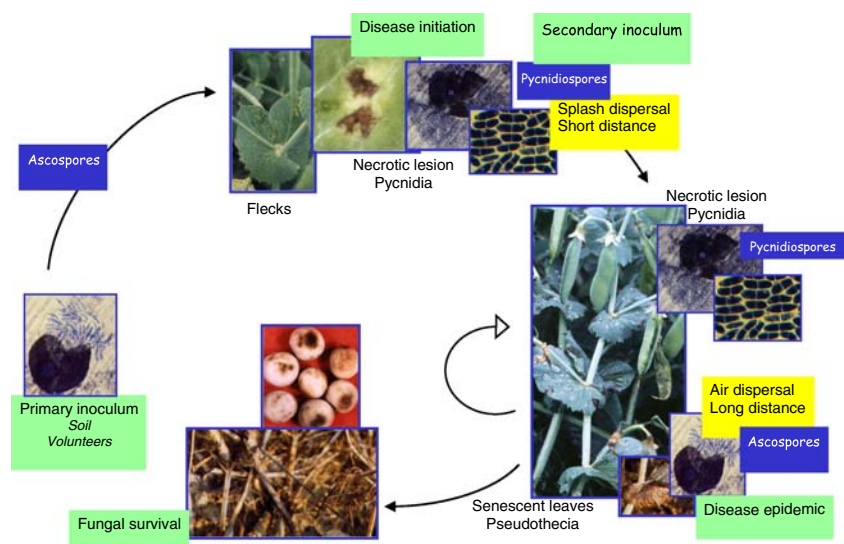 Disease initiation
Secondary inoculum
Pycnidiospores
Splash dispersal
Short distance
Ascospores
Necrotic lesion
Pycnidia
Flecks
Necrotic lesion
Pycnidia
Pycnidiospores
Primary inoculum
Soil
Volunteers
Air dispersal
Long distance
Ascospores
Senescent leaves
Pseudothecia
Disease epidemic
Fungal survival